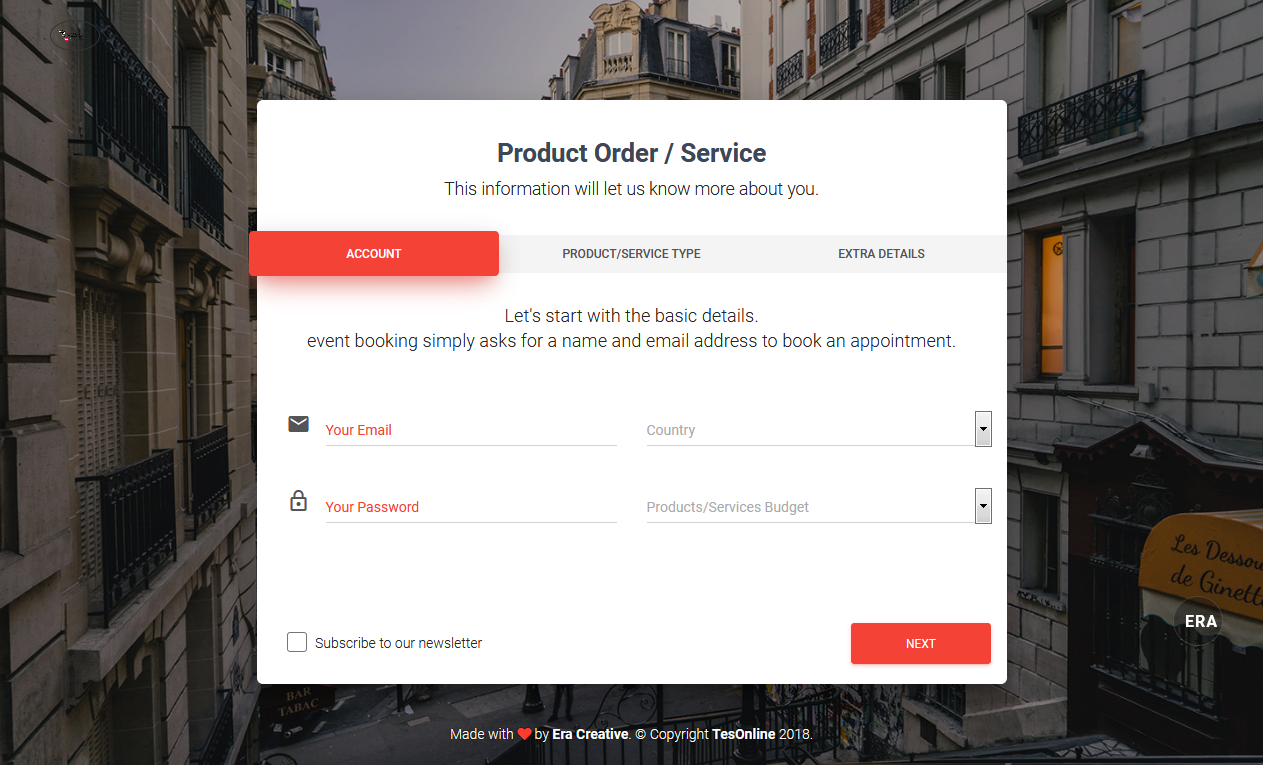 Product Order / Service
This information will let us know more about you.
ACCOUNT
PRODUCT/SERVICE TYPE
EXTRA DETAILS
Let's start with the basic details.
event booking simply asks for a name and email address to book an appointment.
Your Email
Country
Your Password
Products/Services Budget
Les Dessou
de Ginette
ERA
Subscribe to our newsletter
NEXT
BAR
TABAC
Made with ❤ by Era Creative. © Copyright TesOnline 2018.